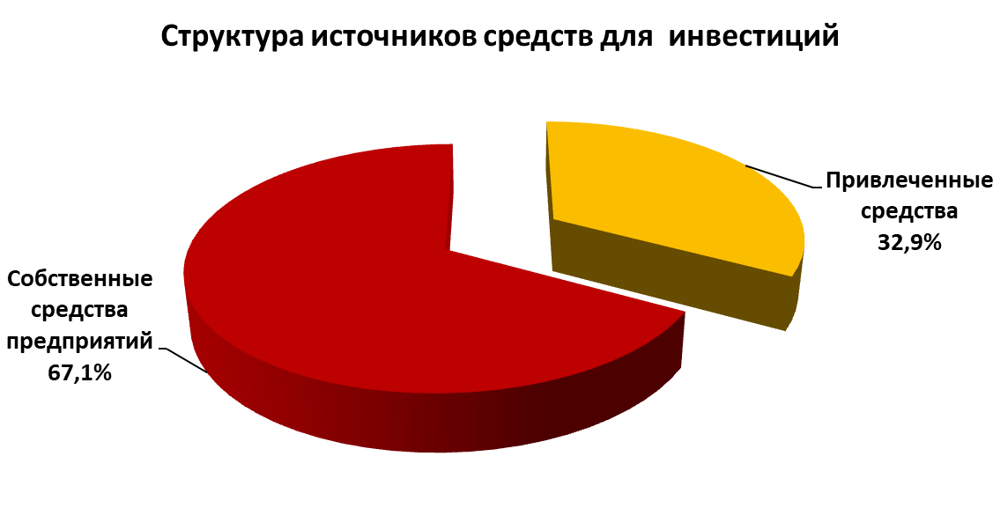 Структура источников средств для  инвестиций
Привлеченные
средства
32,9%
Собственные
средства
предприятий
67,1%